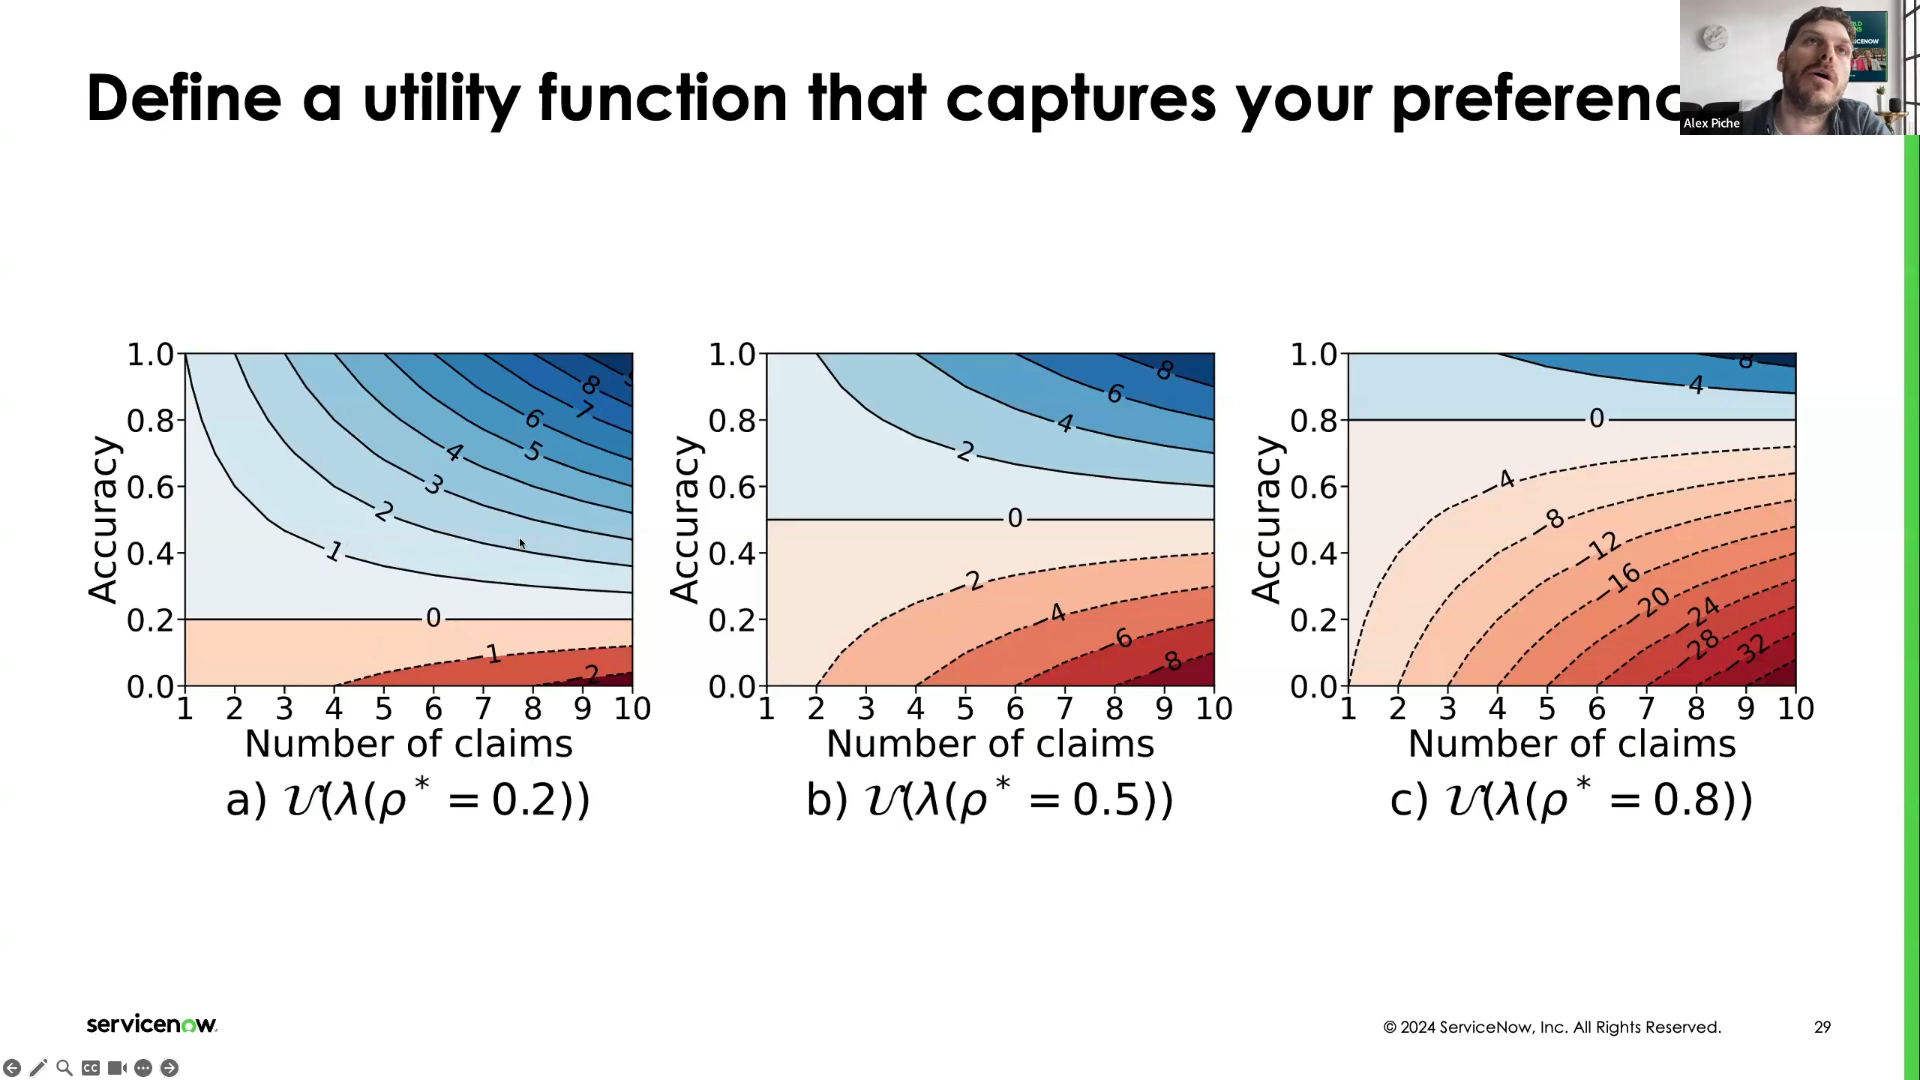 Define a utility function that captures your preferenc
Alex Piche
1.0
0.8
0.6
0.4
0.2
0.0
Accuracy
8
7
6
5
4
3
2
1
0
1
2
1 2 3 4 5 6 7 8 9 10
Number of claims
a) 𝒰(λ(ρ* = 0.2))
1.0
0.8
0.6
0.4
0.2
0.0
Accuracy
8
6
4
2
0
2
4
6
8
1 2 3 4 5 6 7 8 9 10
Number of claims
b) 𝒰(λ(ρ* = 0.5))
1.0
0.8
0.6
0.4
0.2
0.0
Accuracy
8
4
0
4
8
12
16
20
24
28
32
1 2 3 4 5 6 7 8 9 10
Number of claims
c) 𝒰(λ(ρ* = 0.8))
servicenow
© 2024 ServiceNow, Inc. All Rights Reserved.
29
CC